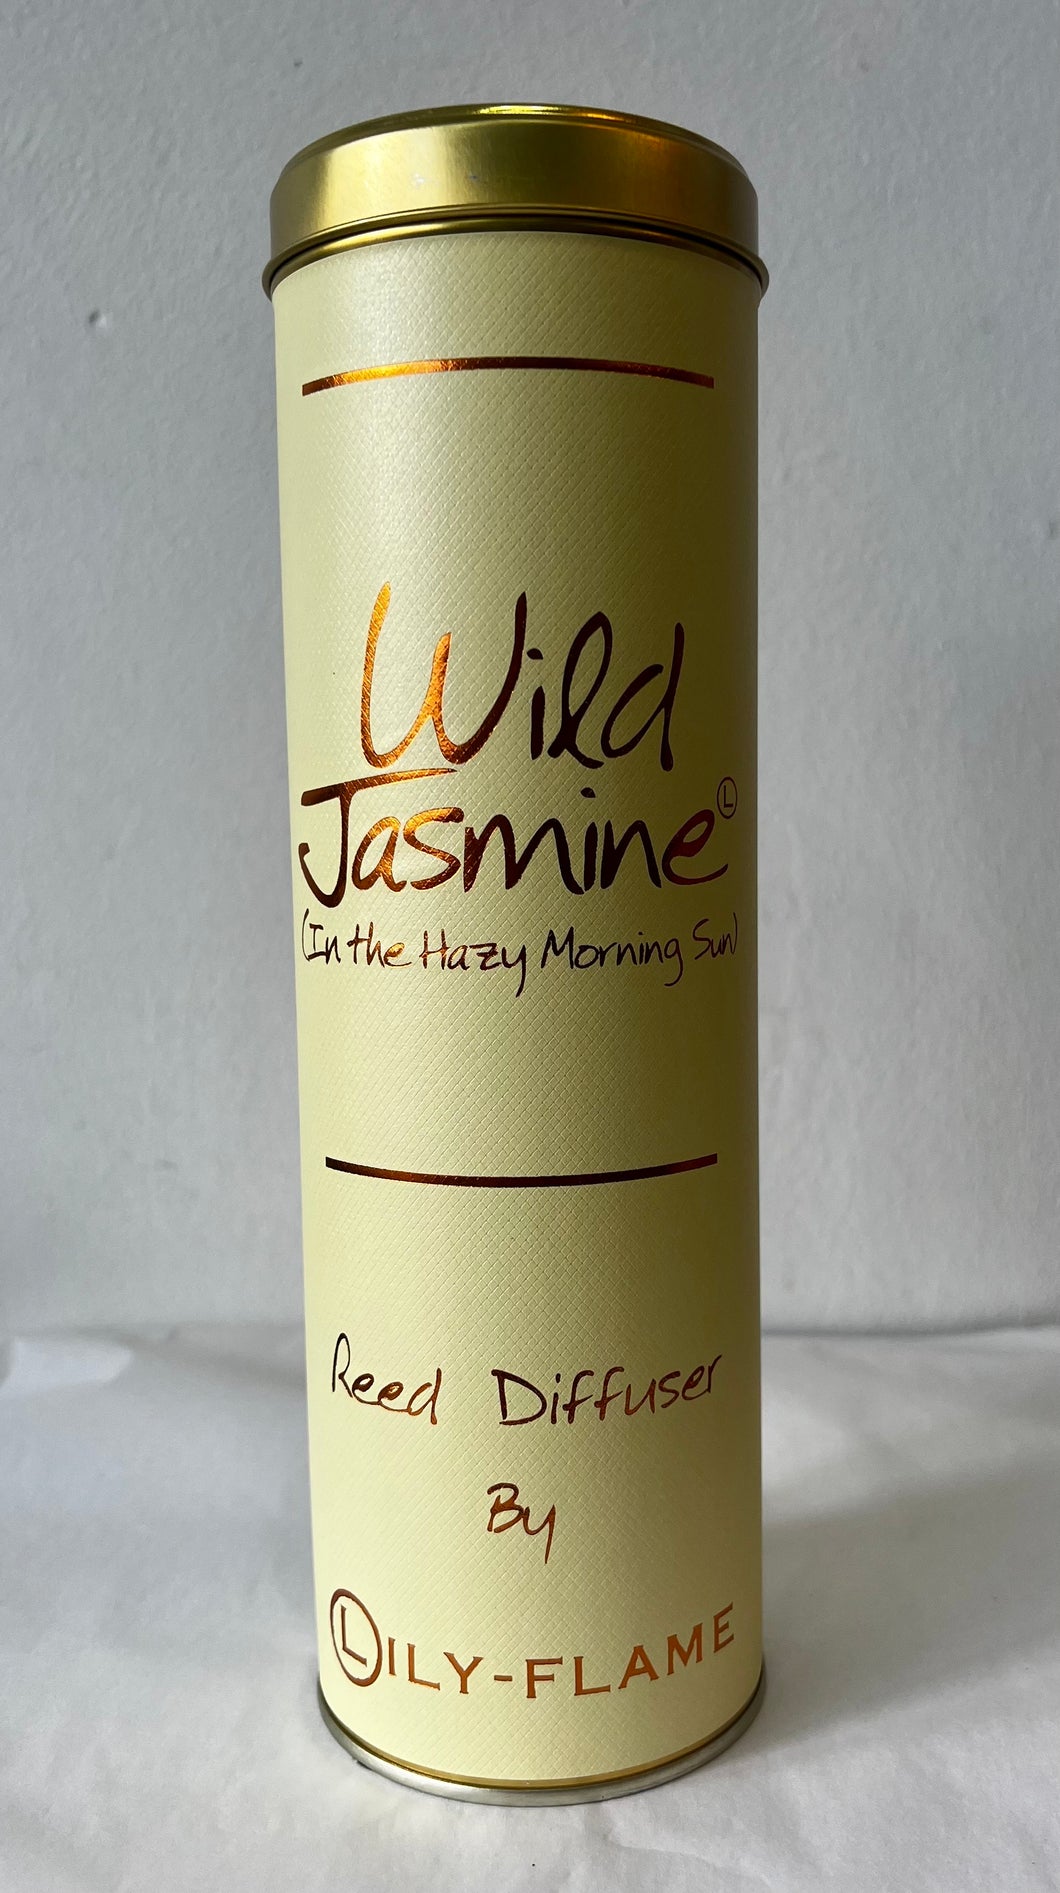 Wild
Jasmine Ⓛ
(In the Hazy Morning Sun)
Reed Diffuser
By
LILY-FLAME